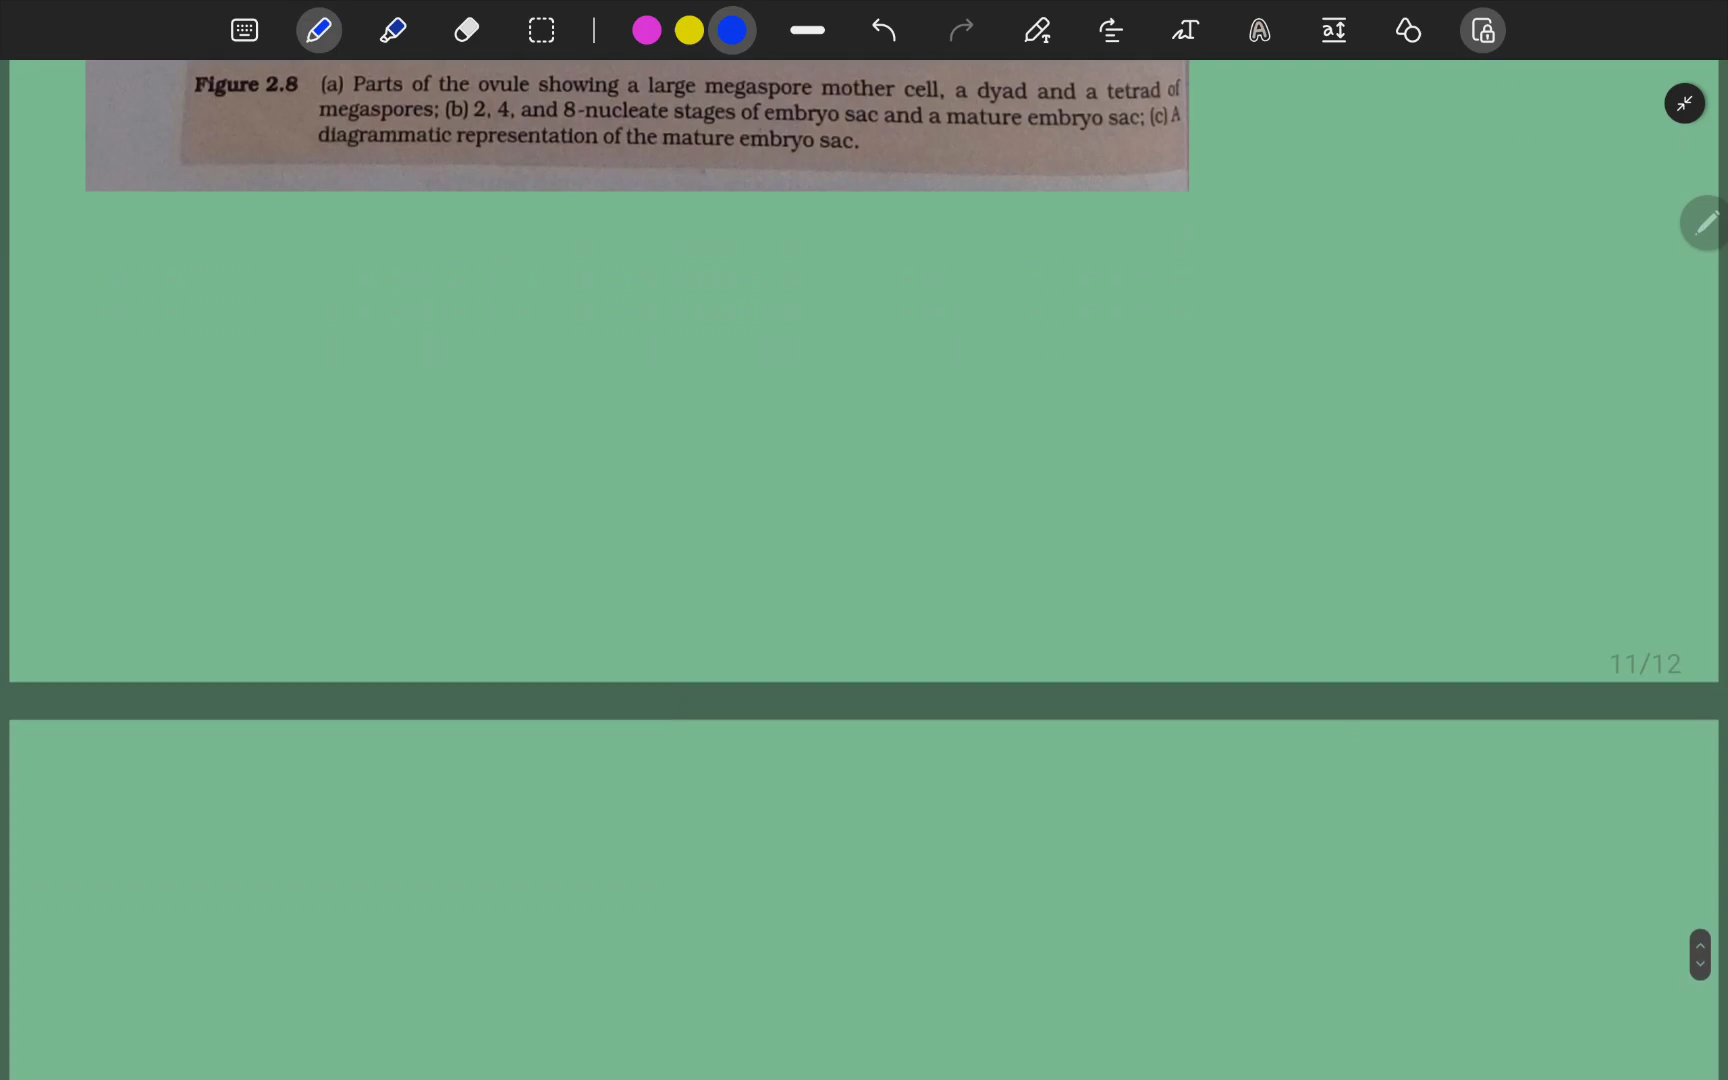 Figure 2.8 (a) Parts of the ovule showing a large megaspore mother cell, a dyad and a tetrad of
megaspores; (b) 2, 4, and 8-nucleate stages of embryo sac and a mature embryo sac; (c) A
diagrammatic representation of the mature embryo sac.
11/12